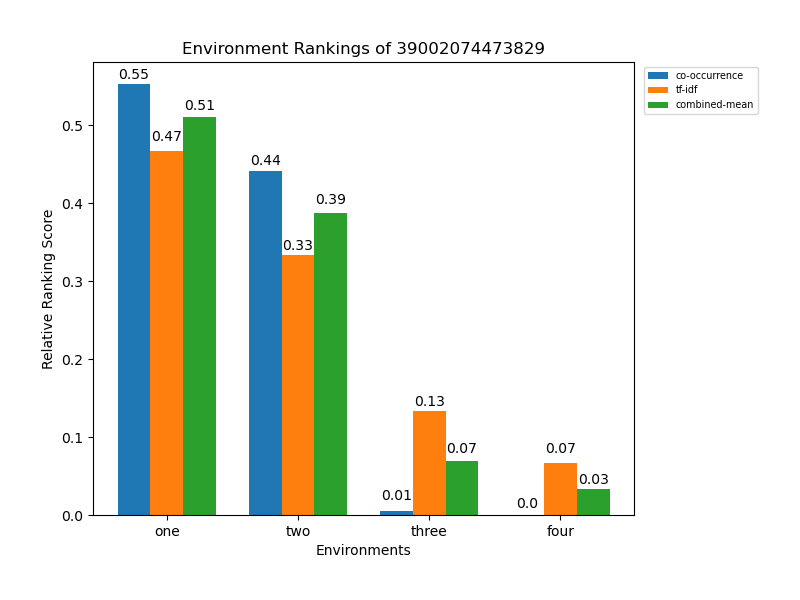 Environment Rankings of 39002074473829
co-occurrence
tf-idf
combined-mean
0.55
0.47
0.51
0.44
0.33
0.39
0.01
0.13
0.07
0.0
0.07
0.03
Relative Ranking Score
0.5
0.4
0.3
0.2
0.1
0.0
one two three four
Environments